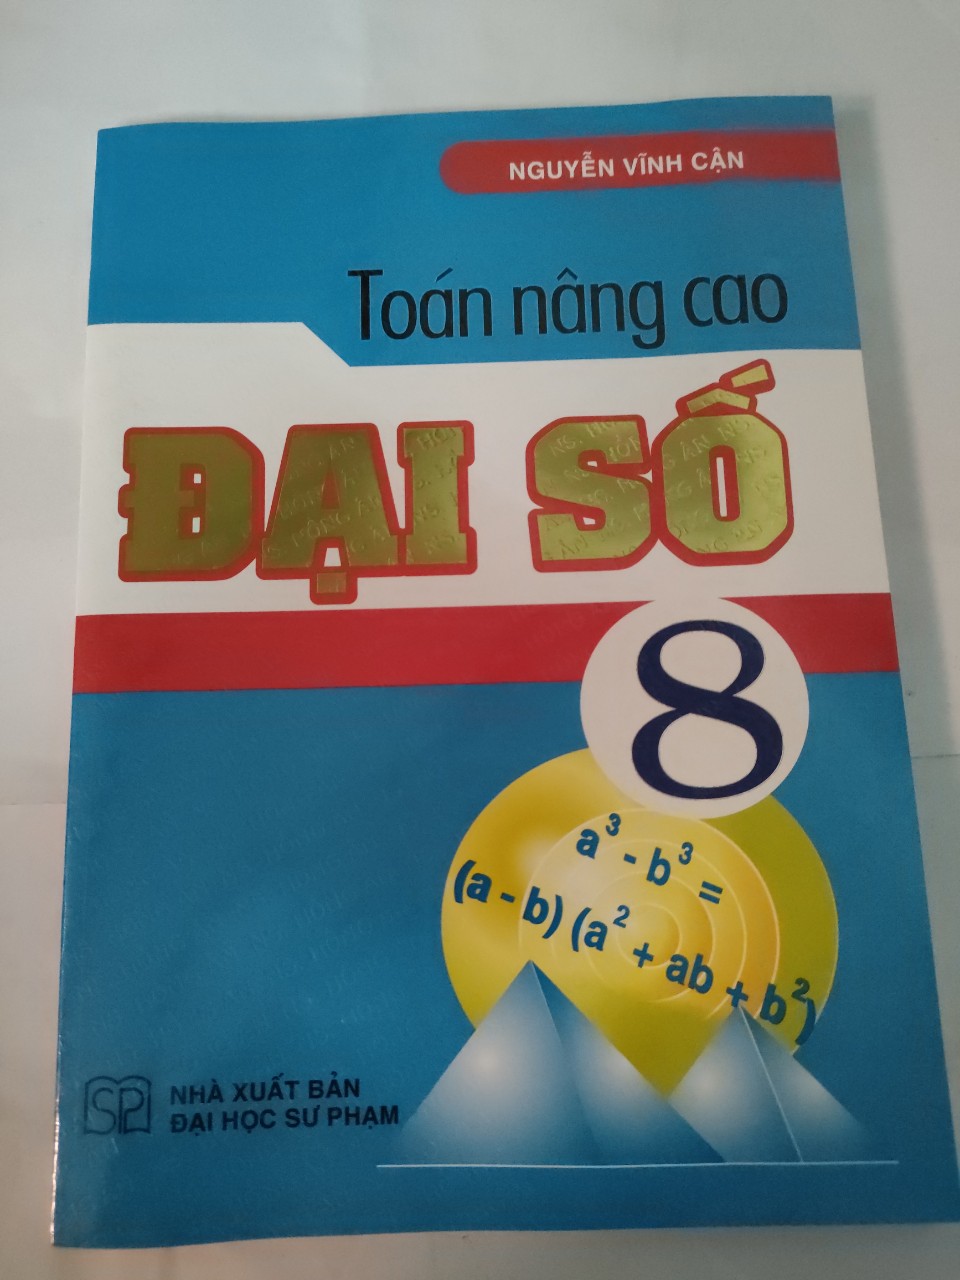 NGUYỄN VĨNH CẬN
Toán nâng cao
ĐẠI SỐ
8
a³ - b³ =
(a - b) (a² + ab + b²)
SP
NHÀ XUẤT BẢN
ĐẠI HỌC SƯ PHẠM